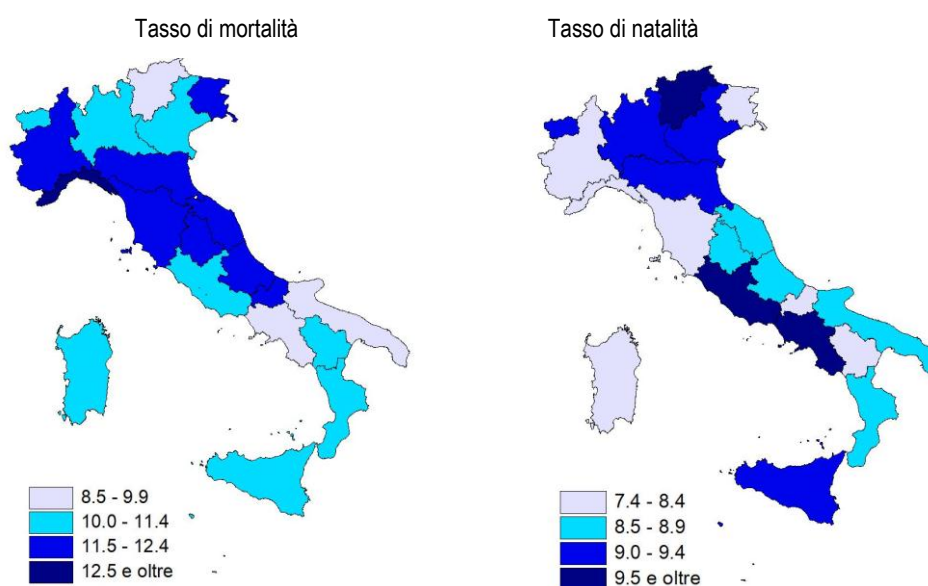 Tasso di mortalità
Tasso di natalità
8.5 - 9.9
10.0 - 11.4
11.5 - 12.4
12.5 e oltre
7.4 - 8.4
8.5 - 8.9
9.0 - 9.4
9.5 e oltre